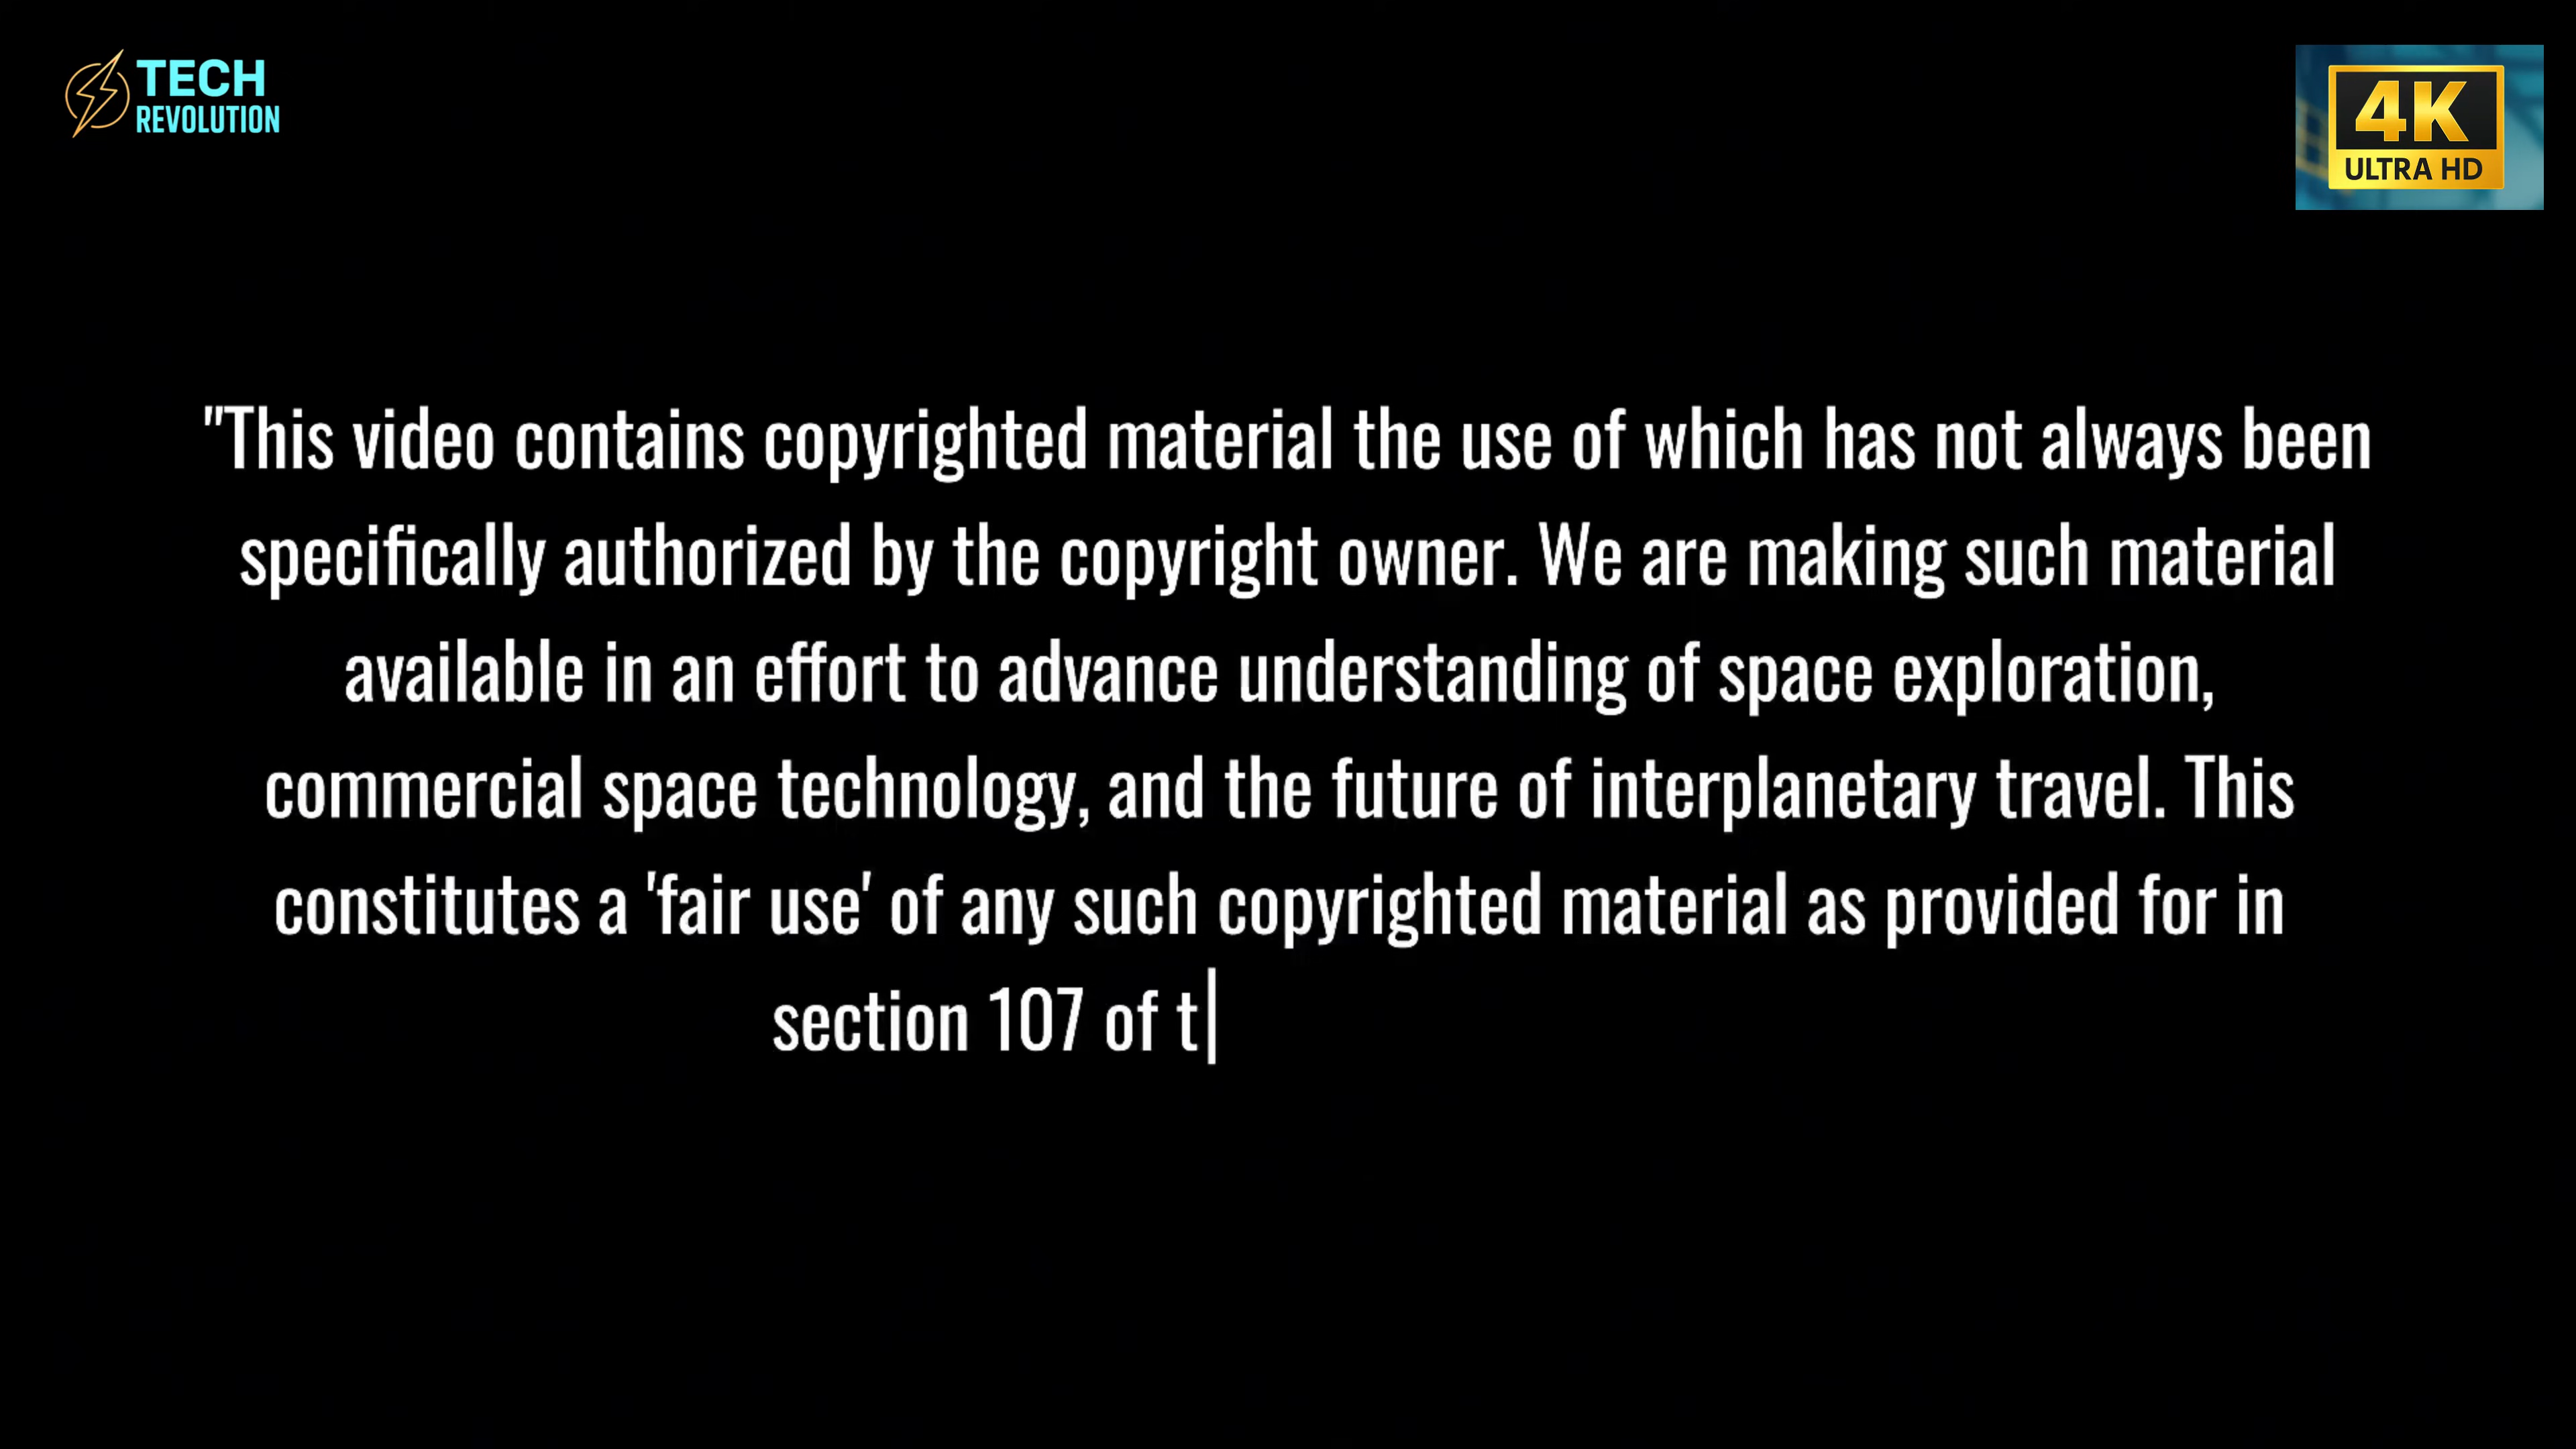 TECH
REVOLUTION
4K
ULTRA HD
"This video contains copyrighted material the use of which has not always been
specifically authorized by the copyright owner. We are making such material
available in an effort to advance understanding of space exploration,
commercial space technology, and the future of interplanetary travel. This
constitutes a 'fair use' of any such copyrighted material as provided for in
section 107 of t